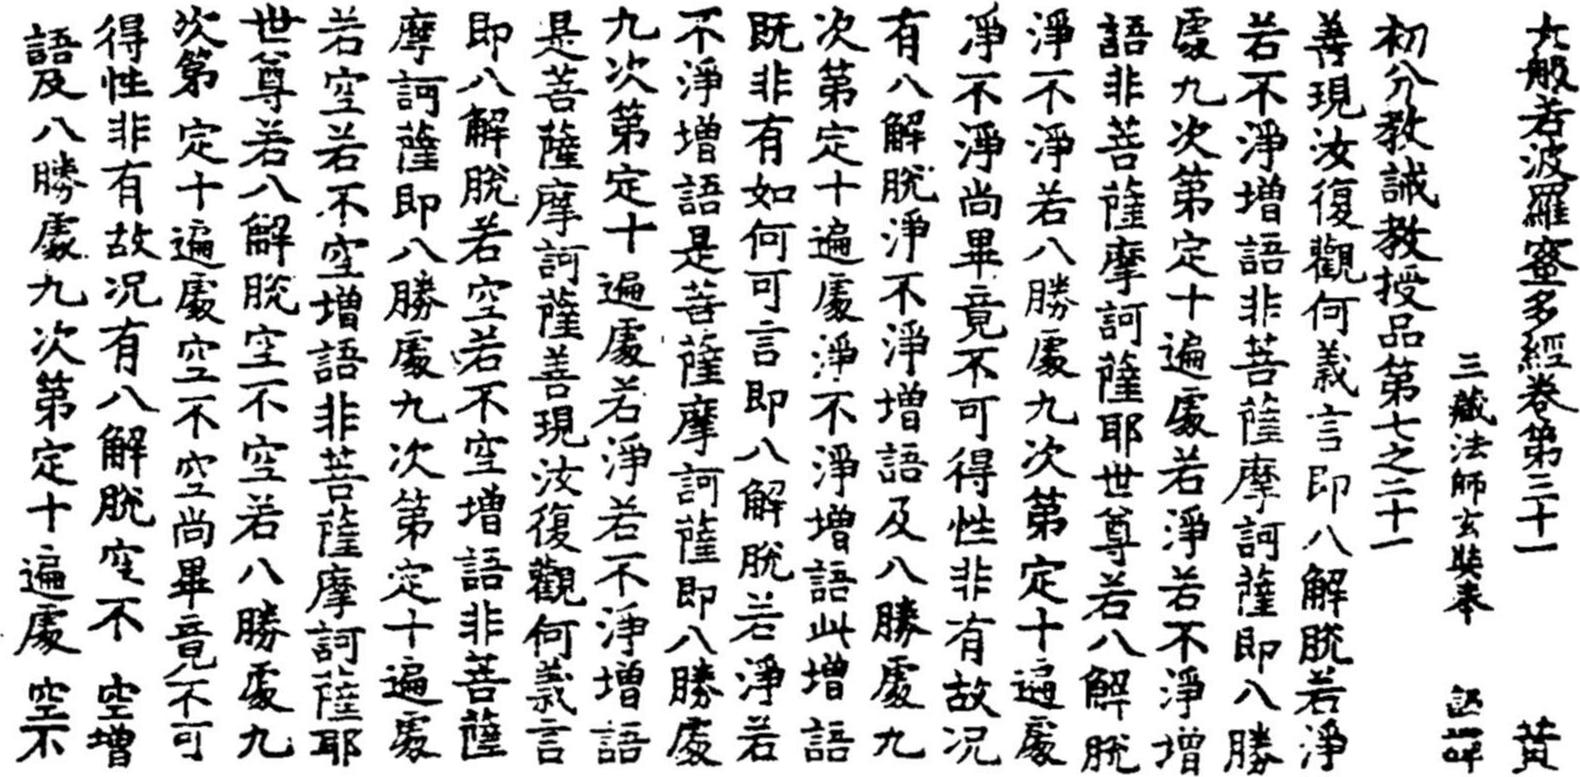 大般若波羅蜜多經卷第三十一 黃
三藏法師玄奘奉 詔譯
初分教誡教授品第七之二十一
善現汝復觀何義言即八解脫若淨
若不淨增語非菩薩摩訶薩即八勝
處九次第定十遍處若淨若不淨增
語非菩薩摩訶薩耶世尊若八解脫
淨不淨若八勝處九次第定十遍處
淨不淨尚畢竟不可得性非有故况
有八解脫淨不淨增語及八勝處九
次第定十遍處淨不淨增語此增語
既非有如何可言即八解脫若淨若
不淨增語是菩薩摩訶薩即八勝處
九次第定十遍處若淨若不淨增語
是菩薩摩訶薩善現汝復觀何義言
即八解脫若空若不空增語非菩薩
摩訶薩即八勝處九次第定十遍處
若空若不空增語非菩薩摩訶薩耶
世尊若八解脫空不空若八勝處九
次第定十遍處空不空尚畢竟不可
得性非有故况有八解脫空不空增
語及八勝處九次第定十遍處空不